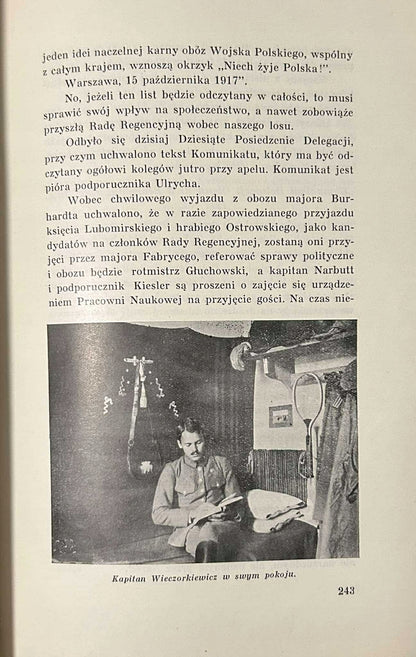 jeden idei naczelnej karny obóz Wojska Polskiego, wspólny
z całym krajem, wznoszą okrzyk „Niech żyje Polska!".
Warszawa, 15 października 1917".
No, jeżeli ten list będzie odczytany w całości, to musi
sprawić swój wpływ na społeczeństwo, a nawet zobowiąże
przyszłą Radę Regencyjną wobec naszego losu.
Odbyło się dzisiaj Dziesiąte Posiedzenie Delegacji,
przy czym uchwalono tekst Komunikatu, który ma być od-
czytany ogółowi kolegów jutro przy apelu. Komunikat jest
pióra podporucznika Ulrycha.
Wobec chwilowego wyjazdu z obozu majora Bur-
hardta uchwalono, że w razie zapowiedzianego przyjazdu
księcia Lubomirskiego i hrabiego Ostrowskiego, jako kan-
dydatów na członków Rady Regencyjnej, zostaną oni przy-
jęci przez majora Fabrycego, referować sprawy polityczne
i obozu będzie rotmistrz Głuchowski, a kapitan Narbutt
i podporucznik Kiesler są proszeni o zajęcie się urządze-
niem Pracowni Naukowej na przyjęcie gości. Na czas nie-
Kapitan Wieczorkiewicz w swym pokoju.
243